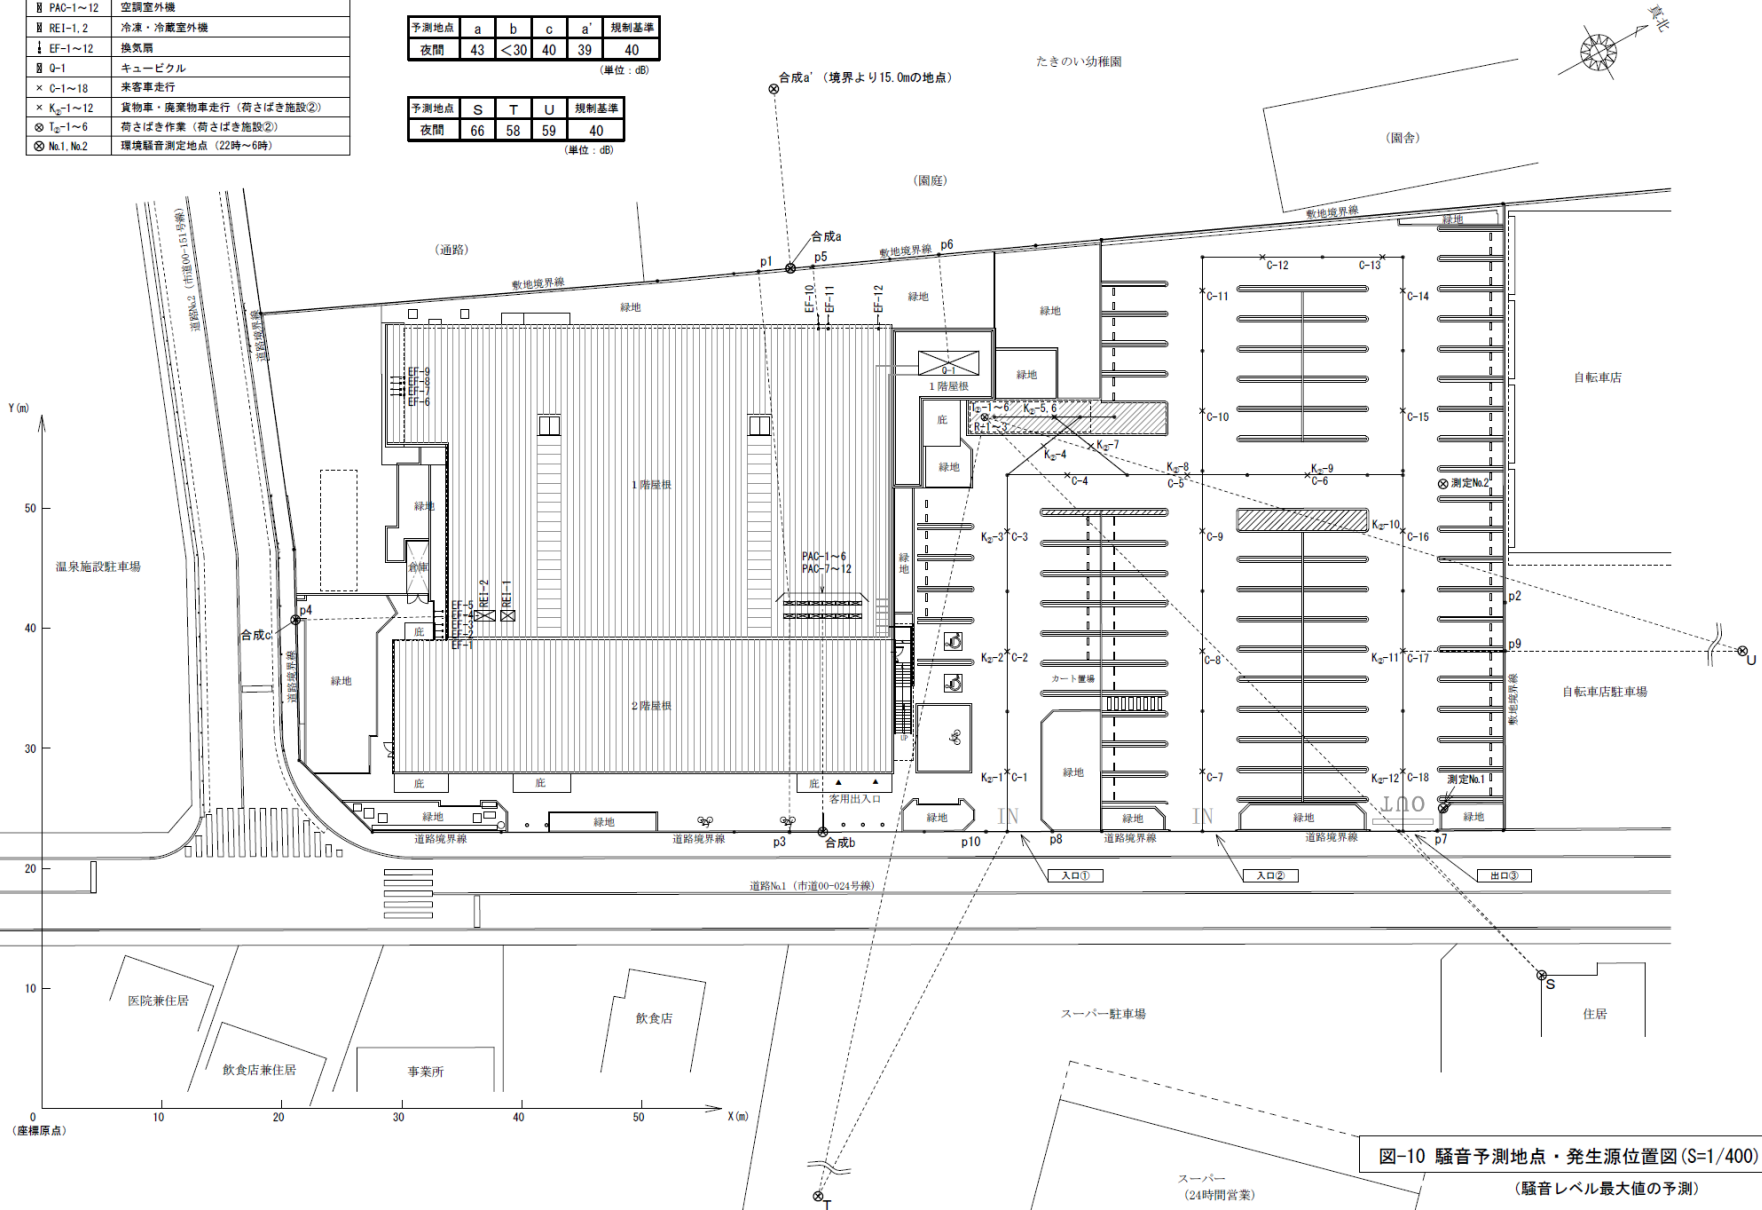 PAC-1～12 空調室外機
REI-1,2 冷凍・冷蔵室外機
EF-1～12 換気扇
Q-1 キュービクル
× C-1～18 来客車走行
× K②-1～12 貨物車・廃棄物車走行（荷さばき施設②）
T②-1～6 荷さばき作業（荷さばき施設②）
No.1, No.2 環境騒音測定地点（22時～6時）
予測地点 a b c a' 規制基準
夜間 43 <30 40 39 40
（単位：dB）
予測地点 S T U 規制基準
夜間 66 58 59 40
（単位：dB）
真北
合成a'（境界より15.0mの地点）
たきのい幼稚園
（園舎）
（園庭）
（通路）
道路No.2（市道00-151号線）
道路境界線
敷地境界線
p1
合成a
p5
敷地境界線
p6
敷地境界線
緑地
緑地
緑地
緑地
緑地
EF-10
EF-11
EF-12
C-12
C-13
C-11
C-14
EF-9
EF-8
EF-7
EF-6
Q-1
1階屋根
緑地
自転車店
T②-1～6
K②-5,6
R-1～3
庇
C-10
C-15
K②-7
K②-4
緑地
K②-8
C-5
C-4
K②-9
C-6
測定No.2
1階屋根
緑地
Y(m)
50
40
30
20
10
0
（座標原点）
温泉施設駐車場
K②-3
C-3
C-9
K②-10
C-16
緑地
倉庫
PAC-1～6
PAC-7～12
REI-2
REI-1
EF-5
EF-4
EF-3
EF-2
EF-1
庇
p4
合成c
p2
p9
K②-2
C-2
C-8
K②-11
C-17
U
カート置場
自転車店駐車場
敷地境界線
道路境界線
緑地
2階屋根
UP
K②-1
C-1
緑地
C-7
K②-12
C-18
測定No.1
庇
庇
庇
客用出入口
IN
IN
OUT
緑地
緑地
緑地
緑地
緑地
緑地
道路境界線
道路境界線
p3
合成b
p10
p8
道路境界線
道路境界線
p7
入口①
入口②
出口③
道路No.1（市道00-024号線）
S
住居
医院兼住居
飲食店兼住居
事業所
飲食店
スーパー駐車場
10
20
30
40
50
X(m)
T
スーパー
（24時間営業）
図-10 騒音予測地点・発生源位置図(S=1/400)
（騒音レベル最大値の予測）